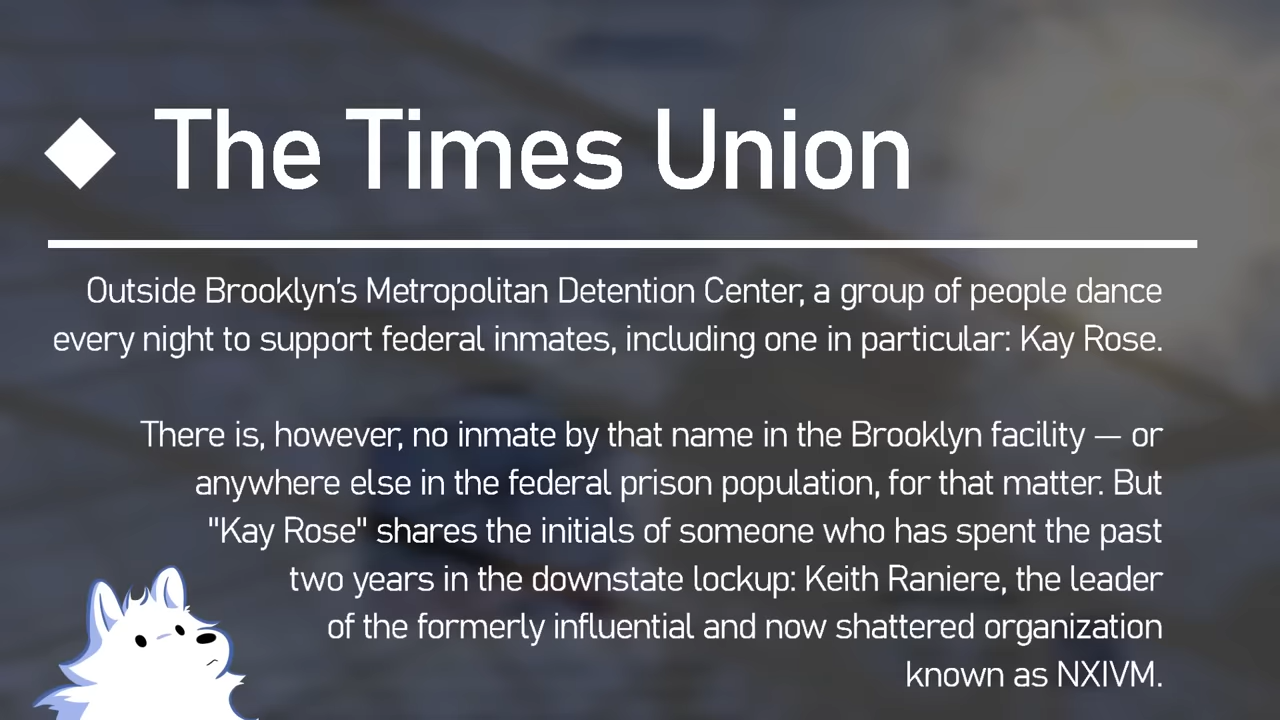 The Times Union
Outside Brooklyn's Metropolitan Detention Center, a group of people dance
every night to support federal inmates, including one in particular: Kay Rose.
There is, however, no inmate by that name in the Brooklyn facility — or
anywhere else in the federal prison population, for that matter. But
"Kay Rose" shares the initials of someone who has spent the past
two years in the downstate lockup: Keith Raniere, the leader
of the formerly influential and now shattered organization
known as NXIVM.